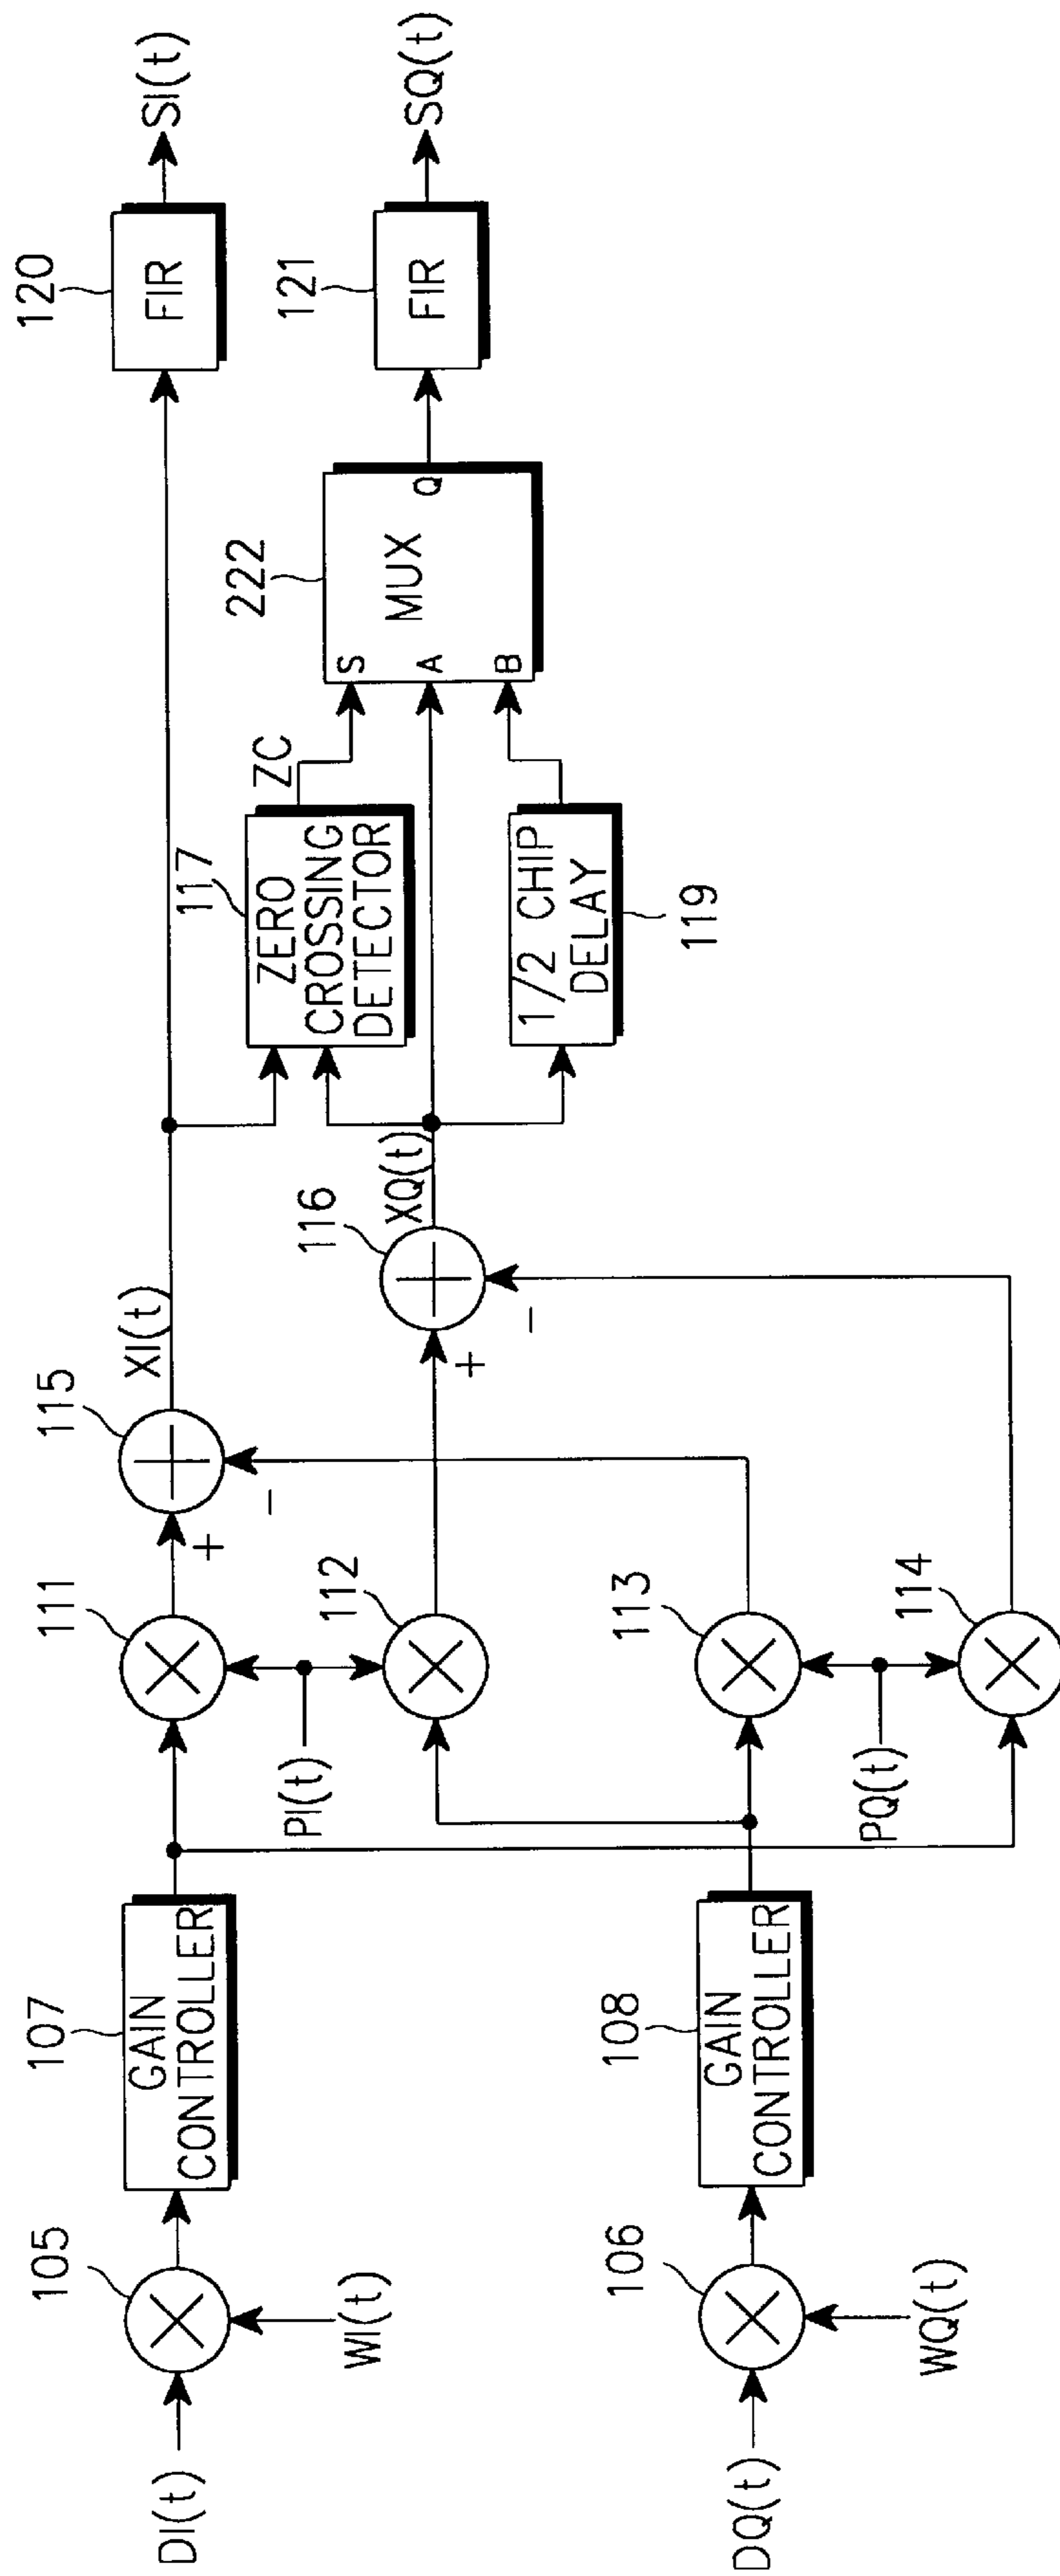 DI(t)
105
WI(t)
107
GAIN
CONTROLLER
111
PI(t)
+
-
115
XI(t)
120
FIR
SI(t)
112
116
+
-
XQ(t)
117
ZERO
CROSSING
DETECTOR
ZC
222
S
A
B
MUX
Q
121
FIR
SQ(t)
1/2 CHIP
DELAY
119
DQ(t)
106
WQ(t)
108
GAIN
CONTROLLER
113
PQ(t)
114